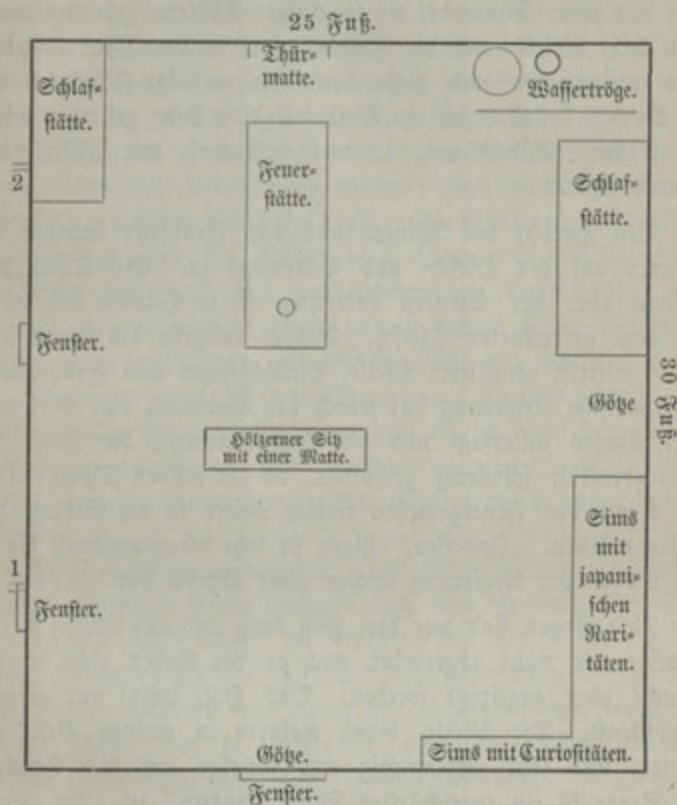 25 Fuß.
Thür-
matte.
Schlaf-
stätte.
Wassertröge.
Feuer-
stätte.
Schlaf-
stätte.
2
Fenster.
30 Fuß.
Götze
Hölzerner Sitz
mit einer Matte.
Sims
mit
japani-
schen
Rari-
täten.
1
Fenster.
Götze.
Sims mit Curiositäten.
Fenster.